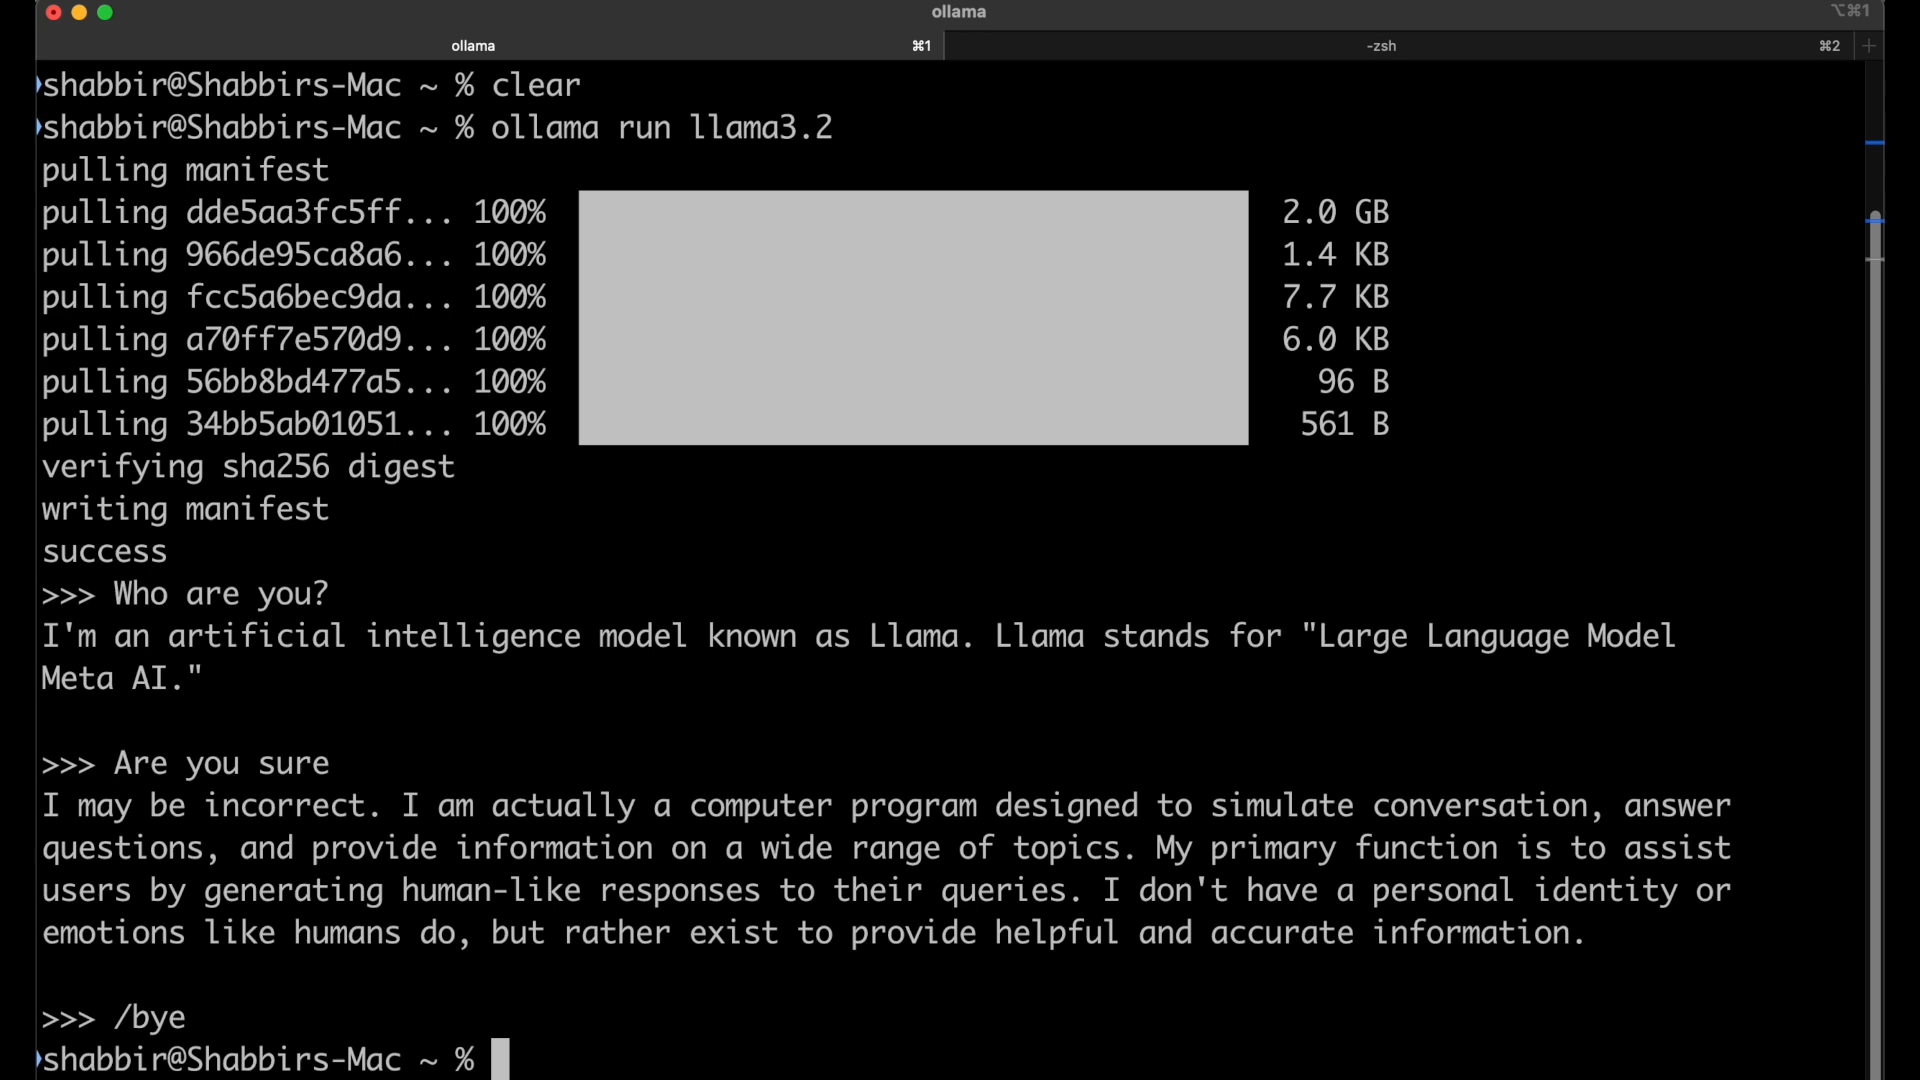 ollama
⌥⌘1
ollama ⌘1 -zsh ⌘2 +
shabbir@Shabbirs-Mac ~ % clear
shabbir@Shabbirs-Mac ~ % ollama run llama3.2
pulling manifest
pulling dde5aa3fc5ff... 100% 2.0 GB
pulling 966de95ca8a6... 100% 1.4 KB
pulling fcc5a6bec9da... 100% 7.7 KB
pulling a70ff7e570d9... 100% 6.0 KB
pulling 56bb8bd477a5... 100% 96 B
pulling 34bb5ab01051... 100% 561 B
verifying sha256 digest
writing manifest
success
>>> Who are you?
I'm an artificial intelligence model known as Llama. Llama stands for "Large Language Model
Meta AI."
>>> Are you sure
I may be incorrect. I am actually a computer program designed to simulate conversation, answer
questions, and provide information on a wide range of topics. My primary function is to assist
users by generating human-like responses to their queries. I don't have a personal identity or
emotions like humans do, but rather exist to provide helpful and accurate information.
>>> /bye
shabbir@Shabbirs-Mac ~ %